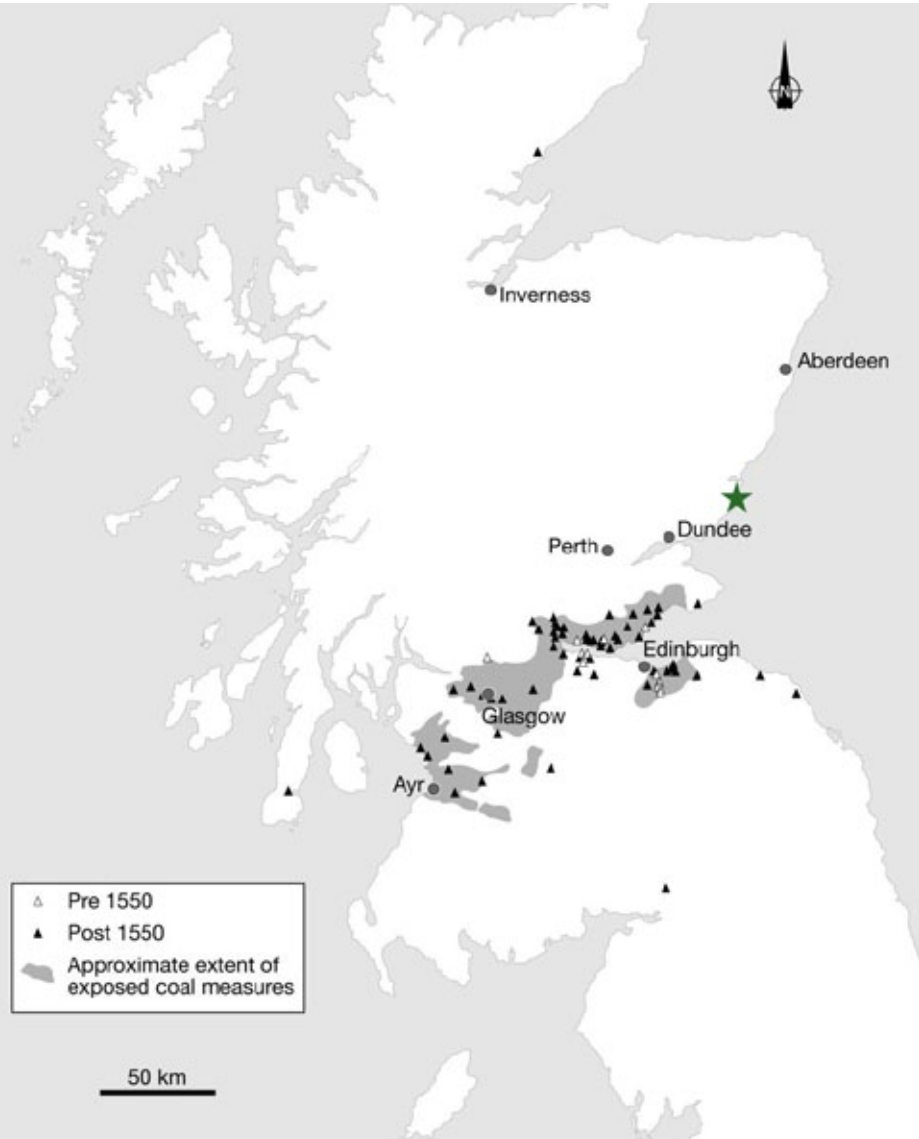 N
Inverness
Aberdeen
Dundee
Perth
Edinburgh
Glasgow
Ayr
Pre 1550
Post 1550
Approximate extent of
exposed coal measures
50 km